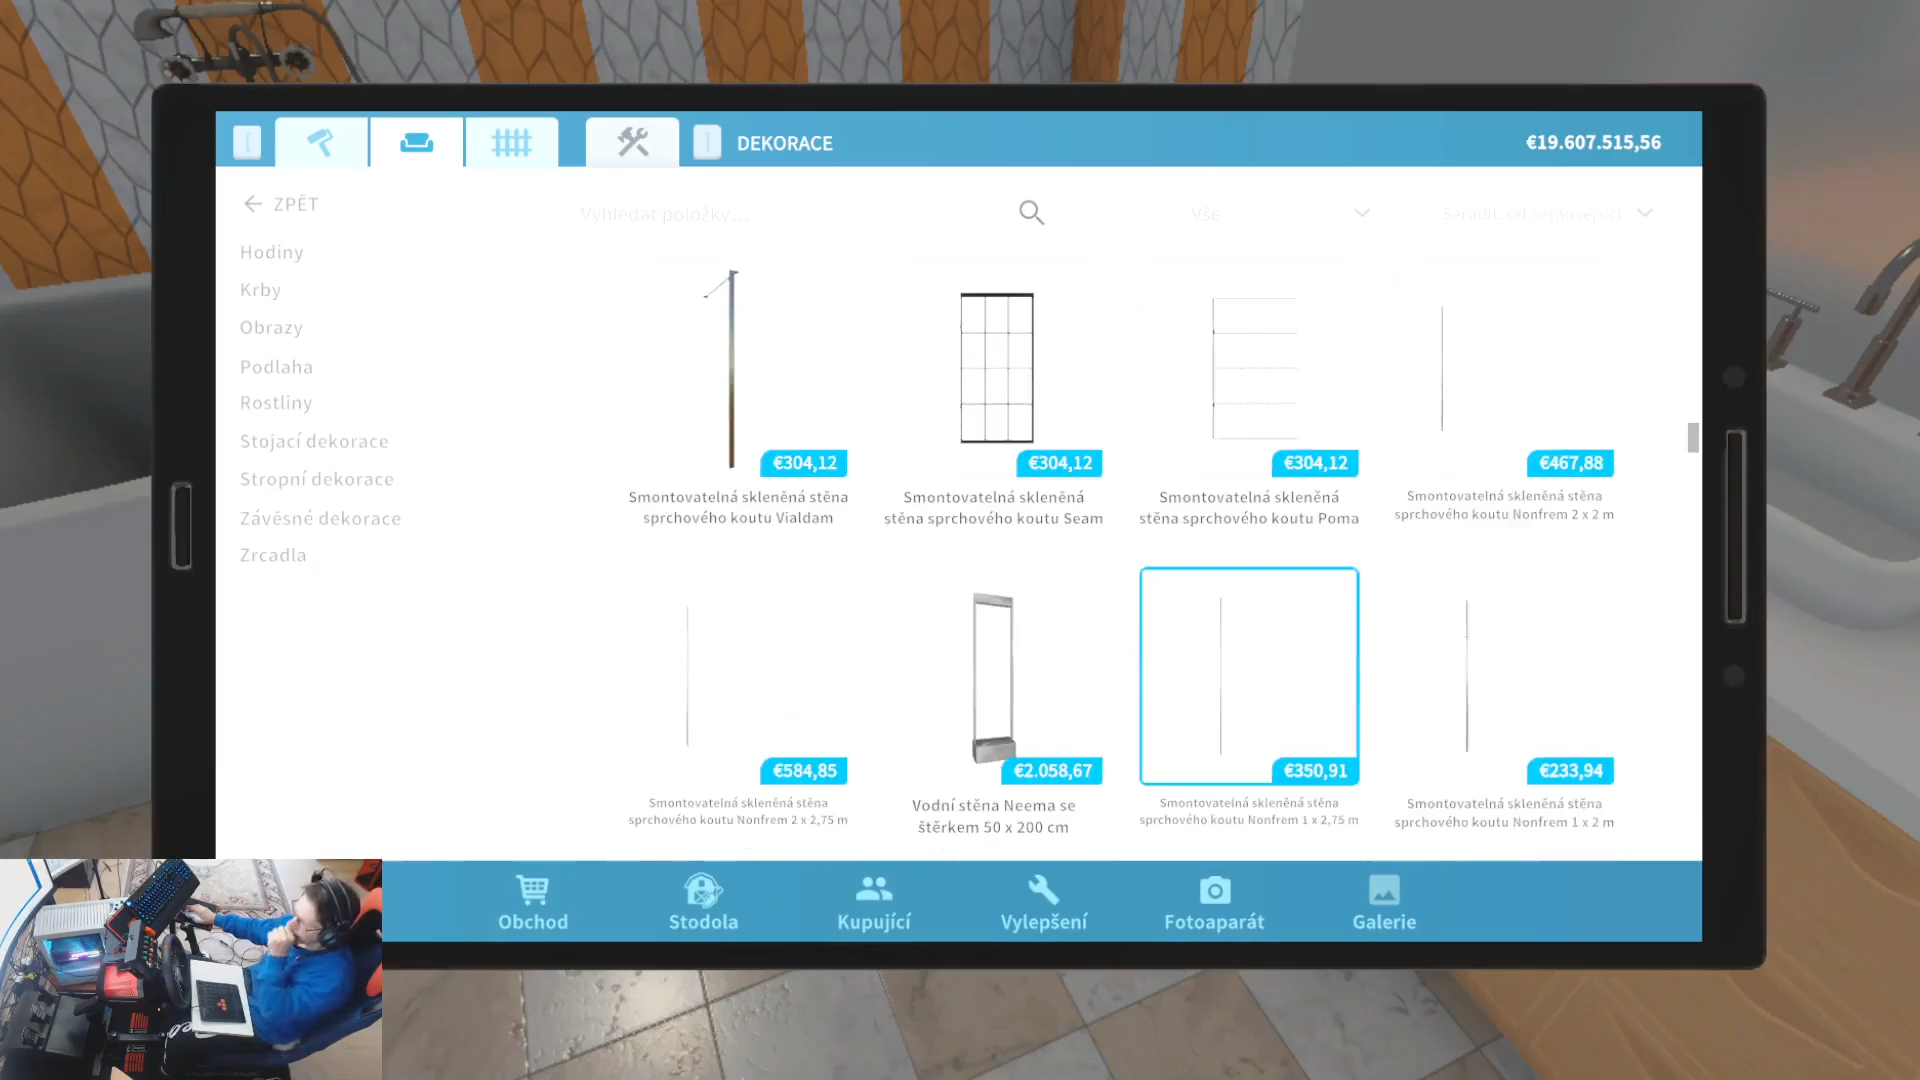 [
]
DEKORACE
€19.607.515,56
ZPĚT
Vyhledat položky...
Vše
Hodiny
Krby
Obrazy
Podlaha
Rostliny
Stojací dekorace
Stropní dekorace
Závěsné dekorace
Zrcadla
€304,12
Smontovatelná skleněná stěna
sprchového koutu Vialdam
€304,12
Smontovatelná skleněná
stěna sprchového koutu Seam
€304,12
Smontovatelná skleněná
stěna sprchového koutu Poma
€467,88
Smontovatelná skleněná stěna
sprchového koutu Nonfrem 2 x 2 m
€584,85
Smontovatelná skleněná stěna
sprchového koutu Nonfrem 2 x 2,75 m
€2.058,67
Vodní stěna Neema se
štěrkem 50 x 200 cm
€350,91
Smontovatelná skleněná stěna
sprchového koutu Nonfrem 1 x 2,75 m
€233,94
Smontovatelná skleněná stěna
sprchového koutu Nonfrem 1 x 2 m
Obchod
Stodola
Kupující
Vylepšení
Fotoaparát
Galerie